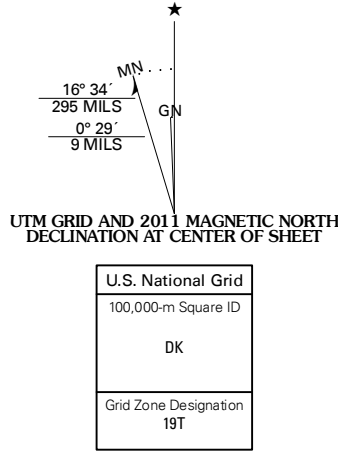 ★
MN
GN
16° 34´
295 MILS
0° 29´
9 MILS
UTM GRID AND 2011 MAGNETIC NORTH
DECLINATION AT CENTER OF SHEET
U.S. National Grid
100,000-m Square ID
DK
Grid Zone Designation
19T